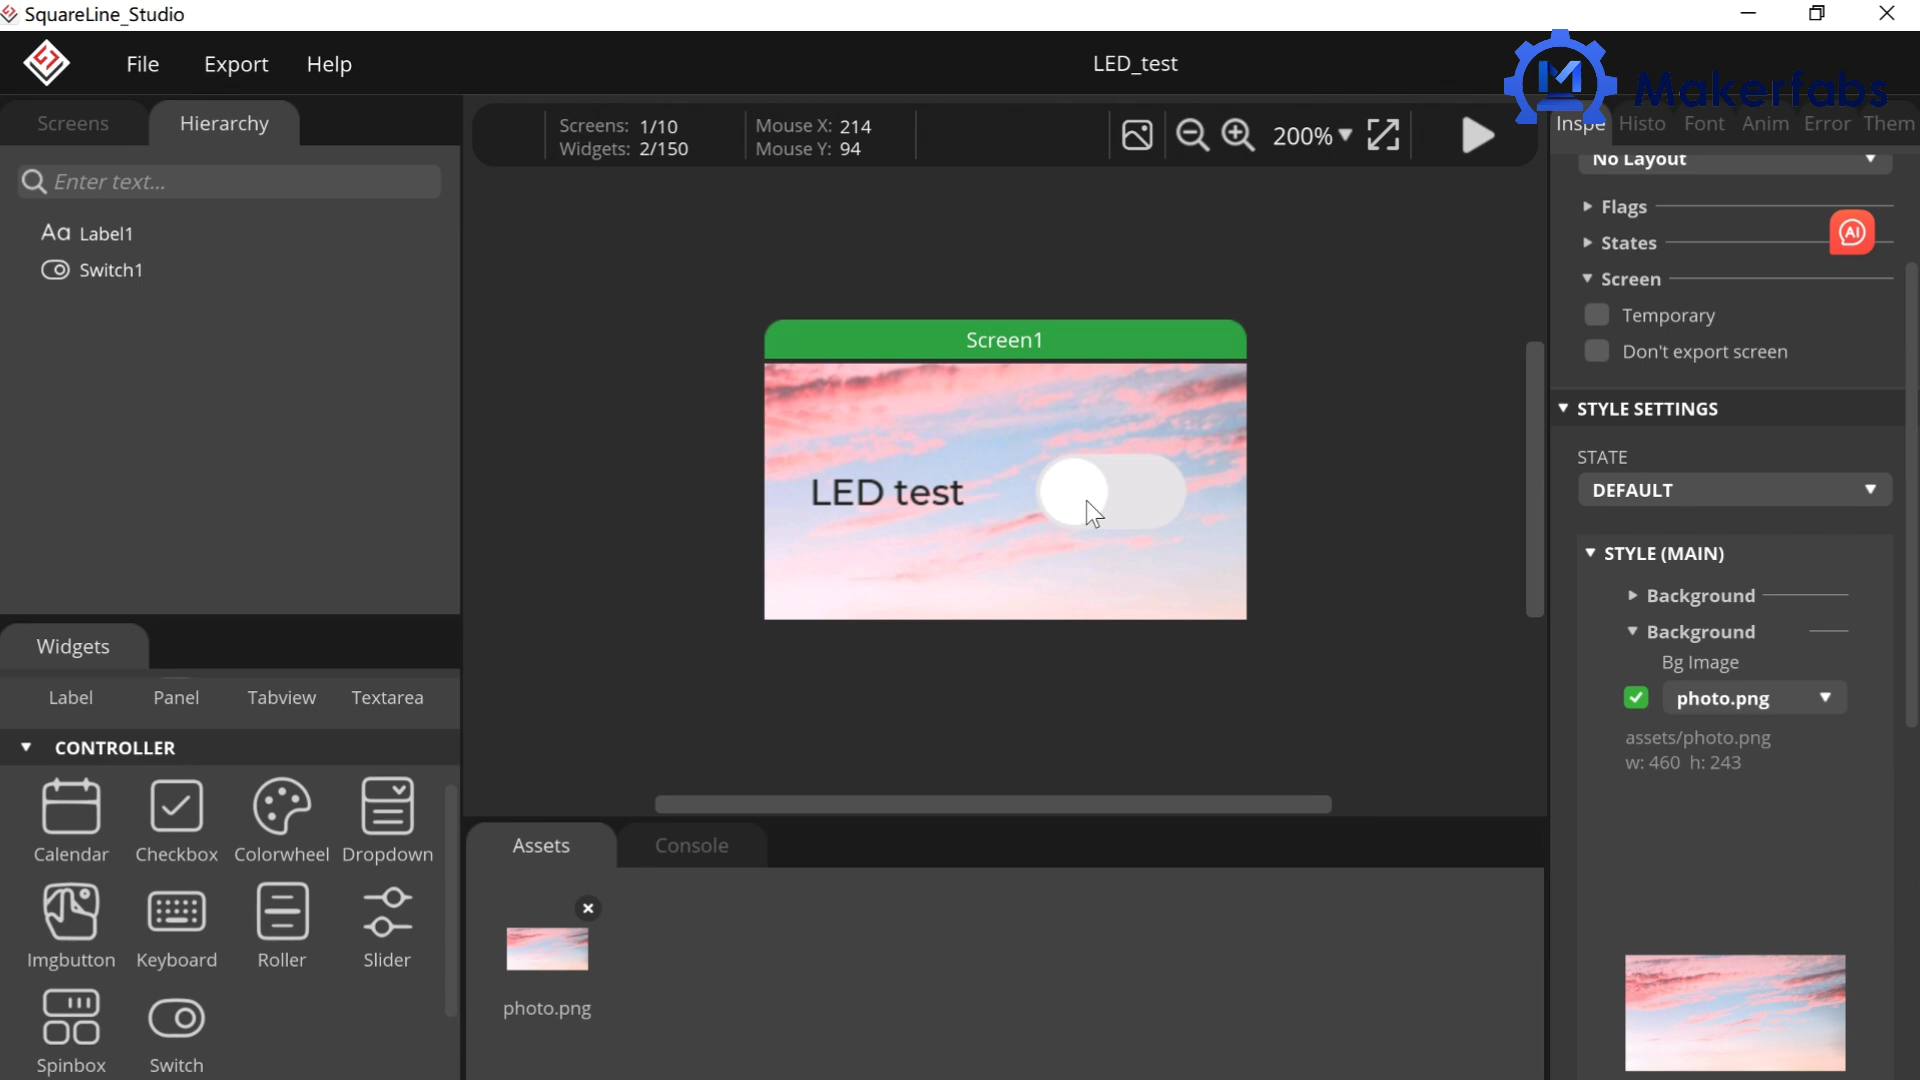 SquareLine_Studio
File Export Help
LED_test
Makerfabs
Screens Hierarchy
Screens: 1/10
Widgets: 2/150
Mouse X: 214
Mouse Y: 94
200%
Inspe Histo Font Anim Error Them
Enter text...
Aa Label1
Switch1
No Layout
Flags
States
AI
Screen
Temporary
Don't export screen
Screen1
LED test
STYLE SETTINGS
STATE
DEFAULT
STYLE (MAIN)
Background
Background
Bg Image
photo.png
assets/photo.png
w: 460 h: 243
Widgets
Label Panel Tabview Textarea
CONTROLLER
Calendar Checkbox Colorwheel Dropdown
Imgbutton Keyboard Roller Slider
Spinbox Switch
Assets Console
photo.png